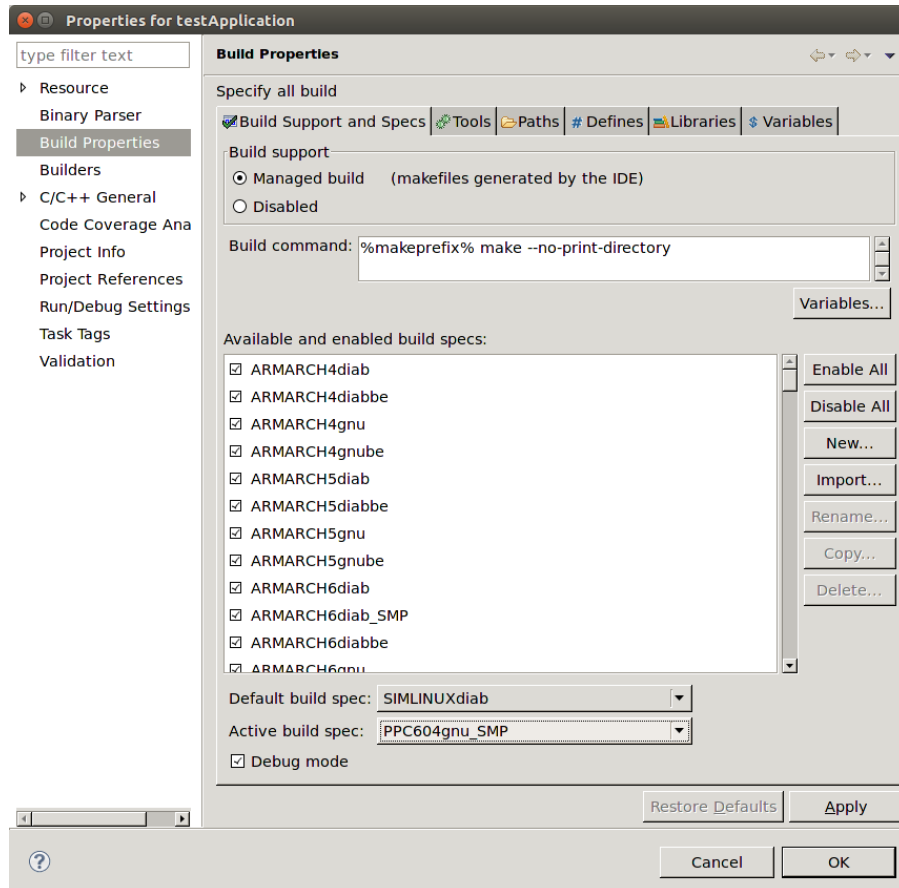 Properties for testApplication
type filter text
Resource
Binary Parser
Build Properties
Builders
C/C++ General
Code Coverage Ana
Project Info
Project References
Run/Debug Settings
Task Tags
Validation
Build Properties
Specify all build
Build Support and Specs Tools Paths # Defines Libraries $ Variables
Build support
Managed build (makefiles generated by the IDE)
Disabled
Build command: %makeprefix% make --no-print-directory
Variables...
Available and enabled build specs:
ARMARCH4diab
ARMARCH4diabbe
ARMARCH4gnu
ARMARCH4gnube
ARMARCH5diab
ARMARCH5diabbe
ARMARCH5gnu
ARMARCH5gnube
ARMARCH6diab
ARMARCH6diab_SMP
ARMARCH6diabbe
ARMARCH6gnu
Enable All
Disable All
New...
Import...
Rename...
Copy...
Delete...
Default build spec: SIMLINUXdiab
Active build spec: PPC604gnu_SMP
Debug mode
Restore Defaults Apply
? Cancel OK